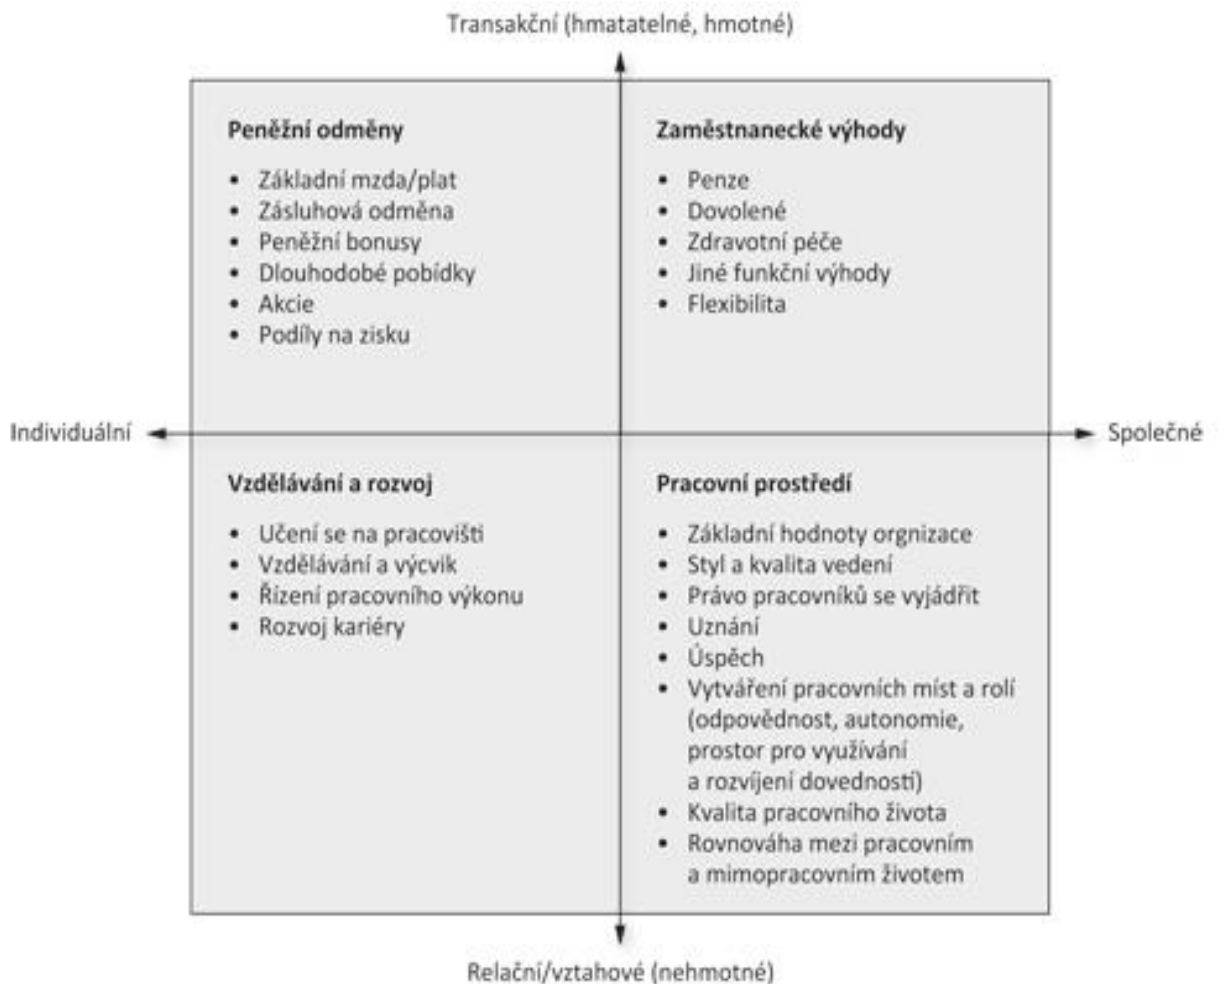 Transakční (hmatatelné, hmotné)
Peněžní odměny
• Základní mzda/plat
• Zásluhová odměna
• Peněžní bonusy
• Dlouhodobé pobídky
• Akcie
• Podíly na zisku
Zaměstnanecké výhody
• Penze
• Dovolené
• Zdravotní péče
• Jiné funkční výhody
• Flexibilita
Individuální
Společné
Vzdělávání a rozvoj
• Učení se na pracovišti
• Vzdělávání a výcvik
• Řízení pracovního výkonu
• Rozvoj kariéry
Pracovní prostředí
• Základní hodnoty orgnizace
• Styl a kvalita vedení
• Právo pracovníků se vyjádřit
• Uznání
• Úspěch
• Vytváření pracovních míst a rolí
(odpovědnost, autonomie,
prostor pro využívání
a rozvíjení dovedností)
• Kvalita pracovního života
• Rovnováha mezi pracovním
a mimopracovním životem
Relační/vztahové (nehmotné)